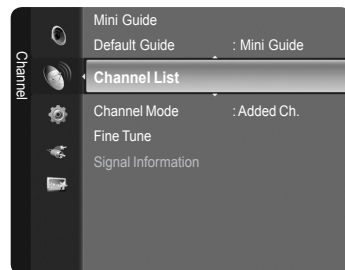 Channel
Mini Guide
Default Guide : Mini Guide
Channel List
Channel Mode : Added Ch.
Fine Tune
Signal Information